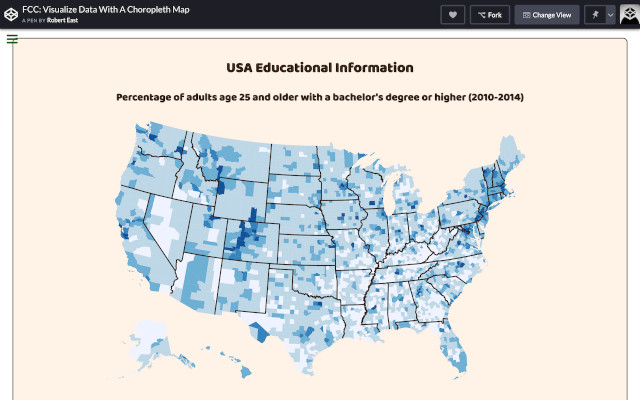 FCC: Visualize Data With A Choropleth Map
A PEN BY Robert East
Fork
Change View
USA Educational Information
Percentage of adults age 25 and older with a bachelor's degree or higher (2010-2014)